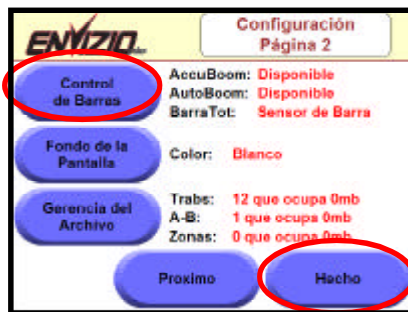 ENVIZIO
Configuración
Página 2
Control
de Barras
AccuBoom: Disponible
AutoBoom: Disponible
BarraTot: Sensor de Barra
Fondo de la
Pantalla
Color: Blanco
Gerencia del
Archivo
Trabs: 12 que ocupa 0mb
A-B: 1 que ocupa 0mb
Zonas: 0 que ocupa 0mb
Proximo
Hecho